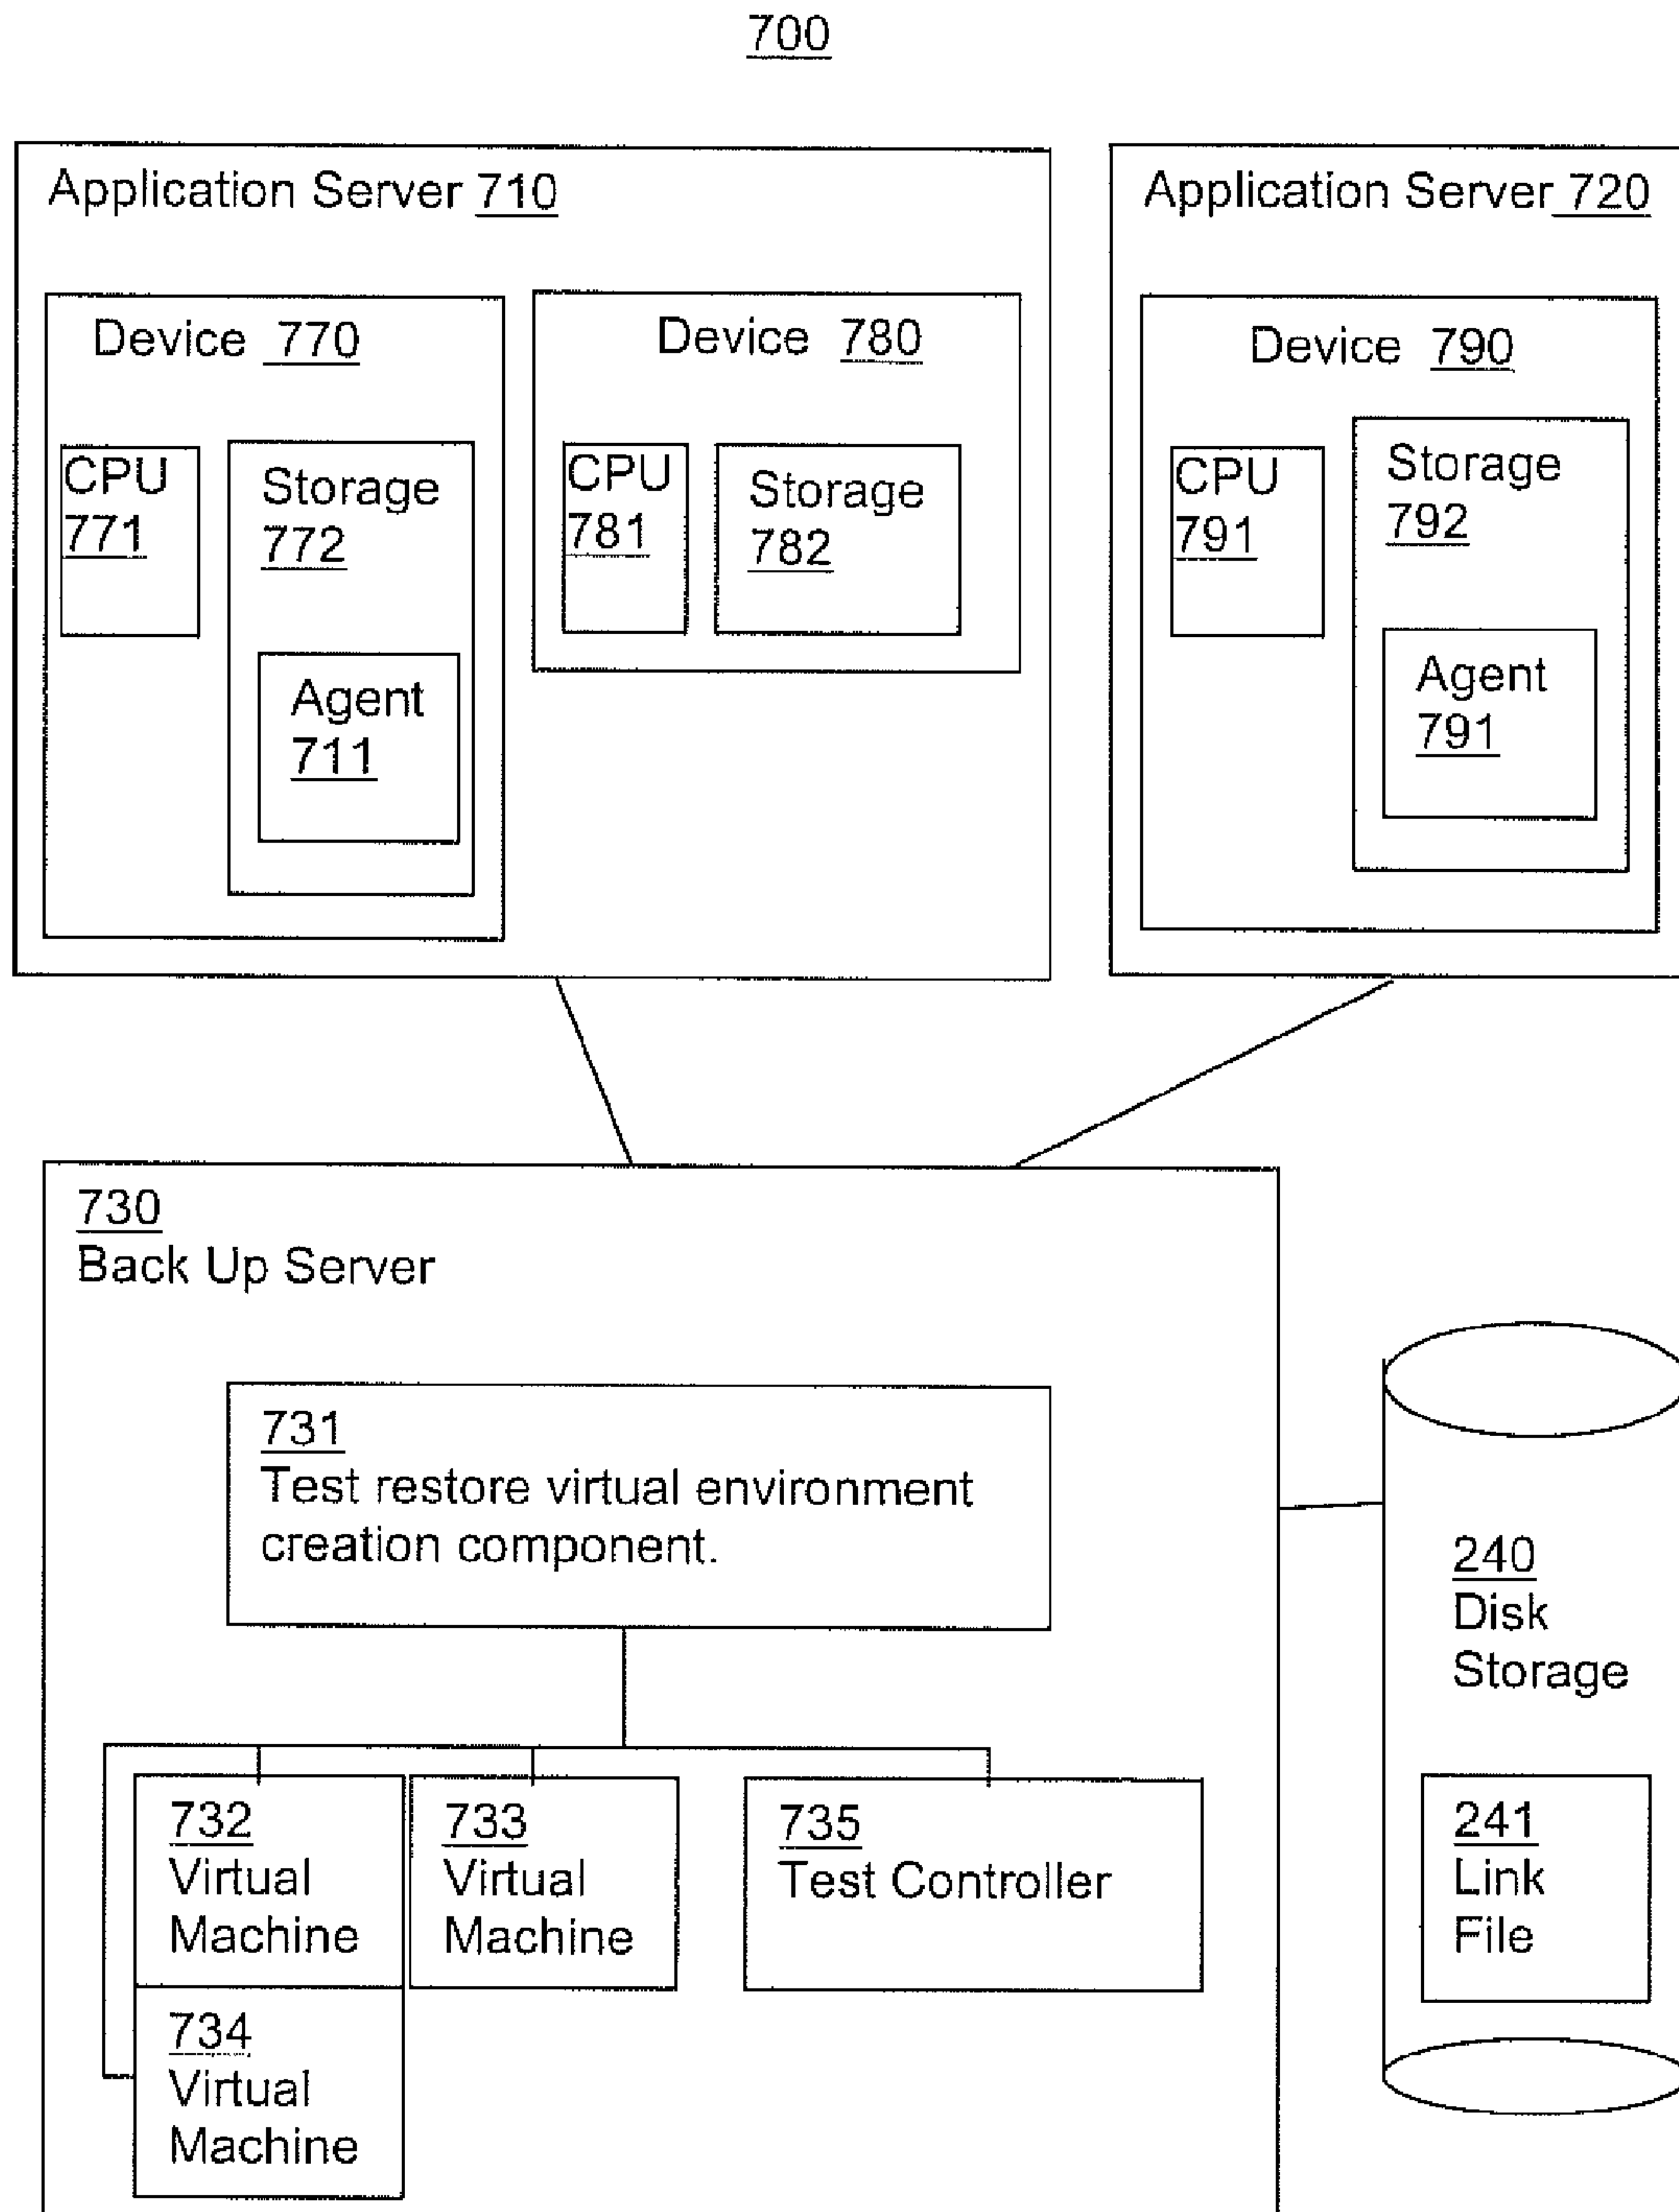 700
Application Server 710
Device 770
CPU
771
Storage
772
Agent
711
Device 780
CPU
781
Storage
782
Application Server 720
Device 790
CPU
791
Storage
792
Agent
791
730
Back Up Server
731
Test restore virtual environment
creation component.
732
Virtual
Machine
733
Virtual
Machine
735
Test Controller
734
Virtual
Machine
240
Disk
Storage
241
Link
File